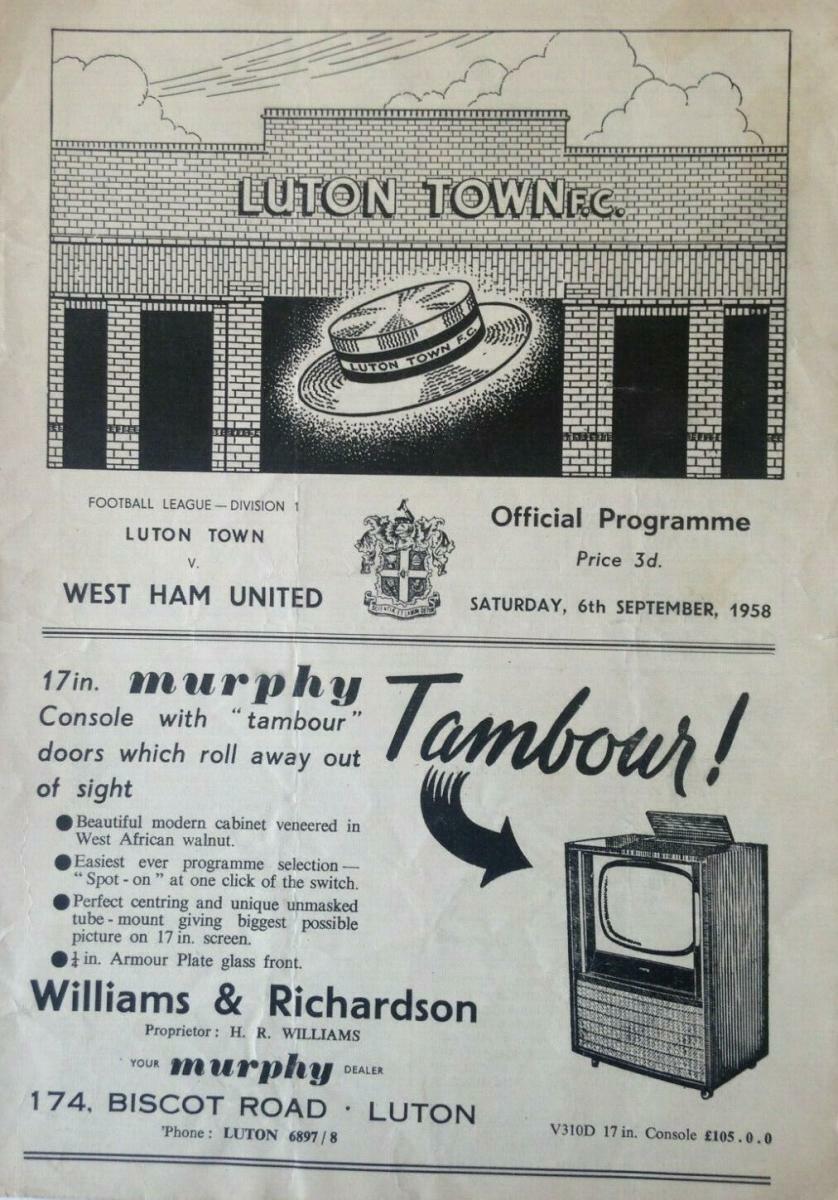 LUTON TOWN F.C.
LUTON TOWN F.C.
FOOTBALL LEAGUE — DIVISION 1
LUTON TOWN
V.
WEST HAM UNITED
Official Programme
Price 3d.
SATURDAY, 6th SEPTEMBER, 1958
17in. murphy
Console with "tambour"
doors which roll away out
of sight
Tambour!
● Beautiful modern cabinet veneered in
West African walnut.
● Easiest ever programme selection —
"Spot - on" at one click of the switch.
● Perfect centring and unique unmasked
tube - mount giving biggest possible
picture on 17 in. screen.
● ¼ in. Armour Plate glass front.
Williams & Richardson
Proprietor : H. R. WILLIAMS
YOUR murphy DEALER
174, BISCOT ROAD · LUTON
'Phone : LUTON 6897/8
V310D 17 in. Console £105.0.0